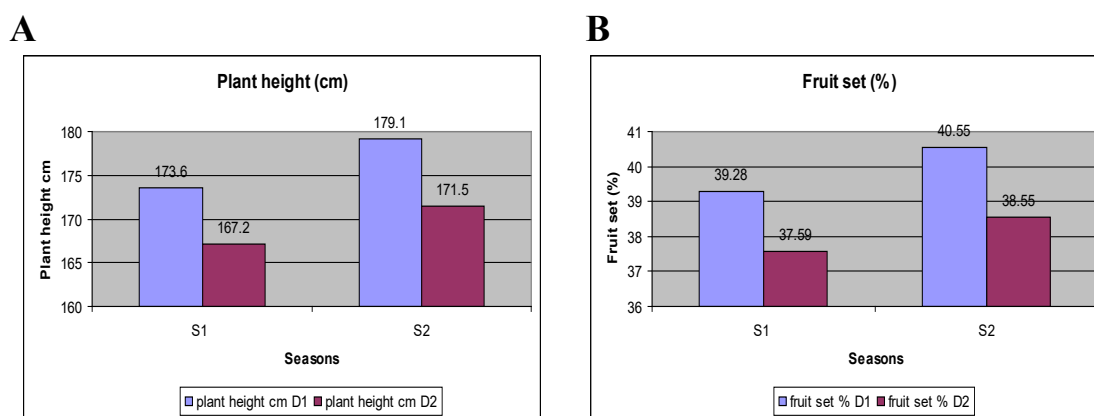 A
Plant height (cm)
Plant height cm
180
175
170
165
160
173.6
167.2
179.1
171.5
S1 S2
Seasons
plant height cm D1 plant height cm D2
B
Fruit set (%)
Fruit set (%)
41
40
39
38
37
36
39.28
37.59
40.55
38.55
S1 S2
Seasons
fruit set % D1 fruit set % D2